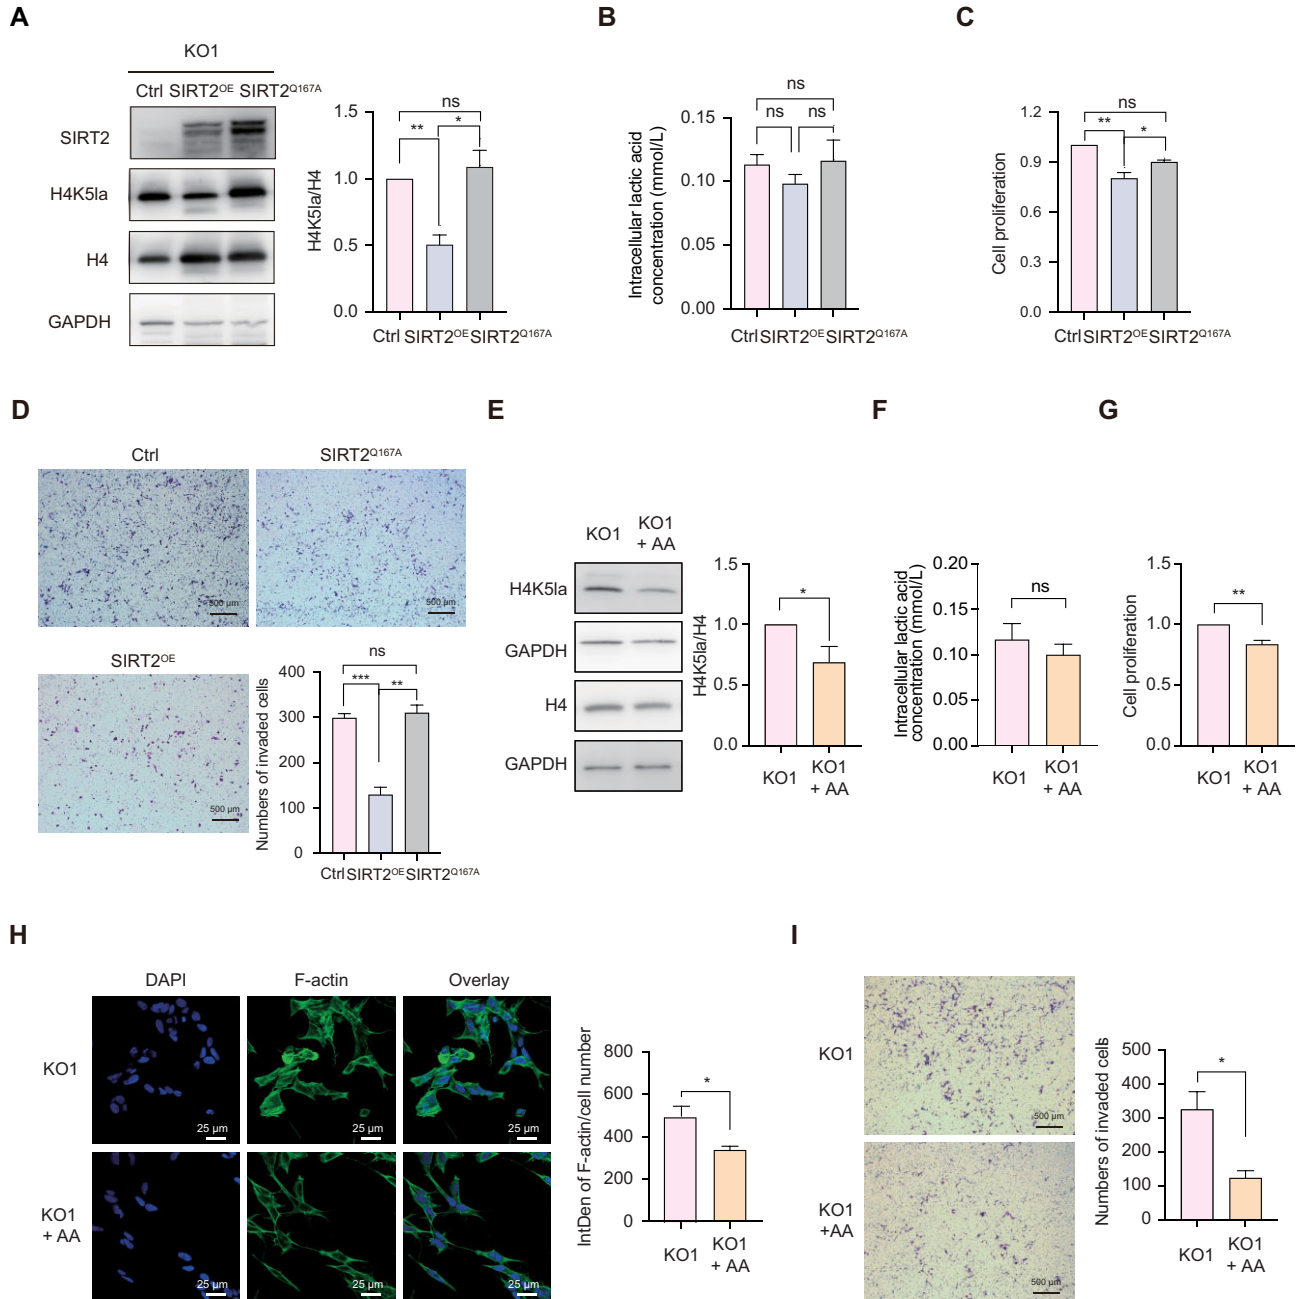 A
KO1
Ctrl SIRT2OE SIRT2Q167A
SIRT2
H4K5la
H4
GAPDH
H4K5la/H4
1.5
1.0
0.5
0.0
ns
** *
Ctrl SIRT2OE SIRT2Q167A
B
Intracellular lactic acid
concentration (mmol/L)
0.15
0.10
0.05
0.00
ns
ns ns
Ctrl SIRT2OE SIRT2Q167A
C
Cell proliferation
1.2
0.9
0.6
0.3
0.0
ns
** *
Ctrl SIRT2OE SIRT2Q167A
D
Ctrl SIRT2Q167A
500 µm 500 µm
SIRT2OE
500 µm
Numbers of invaded cells
400
300
200
100
0
ns
*** **
Ctrl SIRT2OE SIRT2Q167A
E
KO1 KO1
+ AA
H4K5la
GAPDH
H4
GAPDH
H4K5la/H4
1.5
1.0
0.5
0.0
*
KO1 KO1
+ AA
F
Intracellular lactic acid
concentration (mmol/L)
0.20
0.15
0.10
0.05
0.00
ns
KO1 KO1
+ AA
G
Cell proliferation
1.5
1.0
0.5
0.0
**
KO1 KO1
+ AA
H
DAPI F-actin Overlay
KO1
25 µm 25 µm 25 µm
KO1
+ AA
25 µm 25 µm 25 µm
IntDen of F-actin/cell number
800
600
400
200
0
*
KO1 KO1
+ AA
I
KO1
500 µm
KO1
+AA
500 µm
Numbers of invaded cells
500
400
300
200
100
0
*
KO1 KO1
+ AA